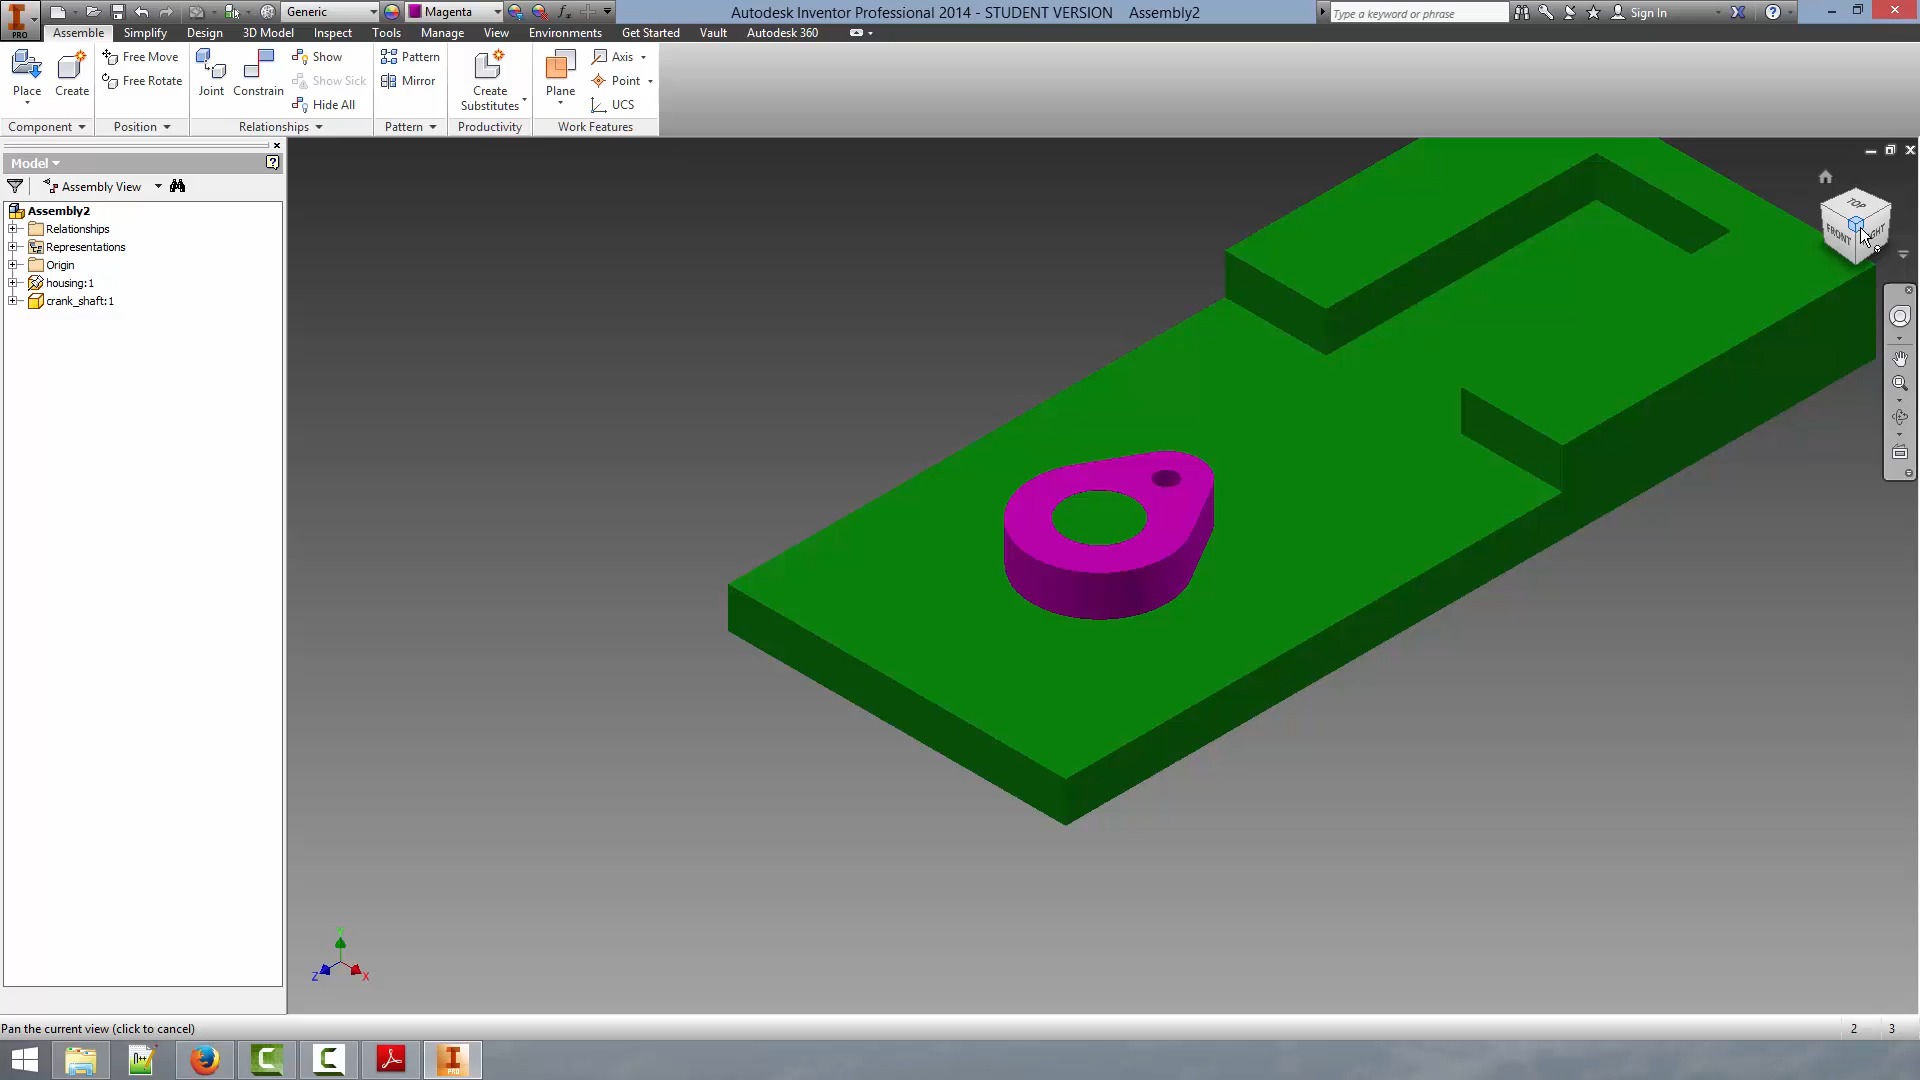 PRO
Generic
Magenta
Autodesk Inventor Professional 2014 - STUDENT VERSION Assembly2
Type a keyword or phrase
Sign In
Assemble Simplify Design 3D Model Inspect Tools Manage View Environments Get Started Vault Autodesk 360
Place
Create
Free Move
Free Rotate
Joint
Constrain
Show
Show Sick
Hide All
Pattern
Mirror
Create
Substitutes
Plane
Axis
Point
UCS
Component
Position
Relationships
Pattern
Productivity
Work Features
Model
Assembly View
Assembly2
Relationships
Representations
Origin
housing:1
crank_shaft:1
TOP
FRONT
Y
Z
X
Pan the current view (click to cancel)
2 3
PRO